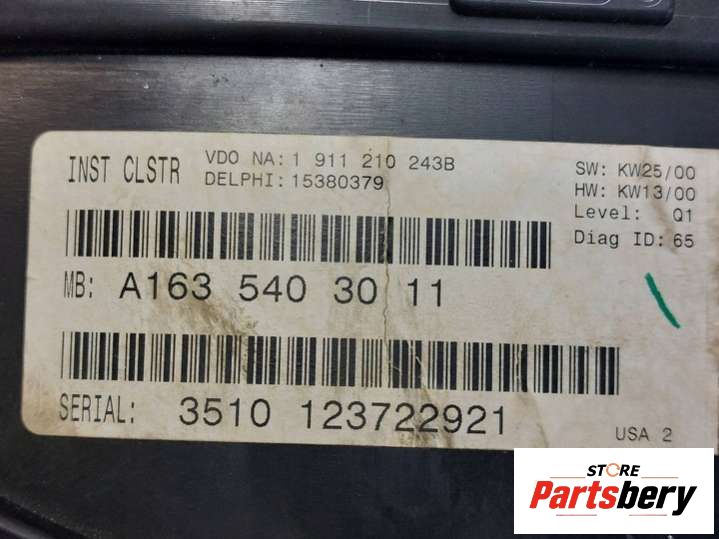 INST CLSTR
VDO NA: 1 911 210 243B
DELPHI: 15380379
SW: KW25/00
HW: KW13/00
Level: Q1
Diag ID: 65
MB: A163 540 30 11
SERIAL: 3510 123722921
USA 2
STORE
Partsbery